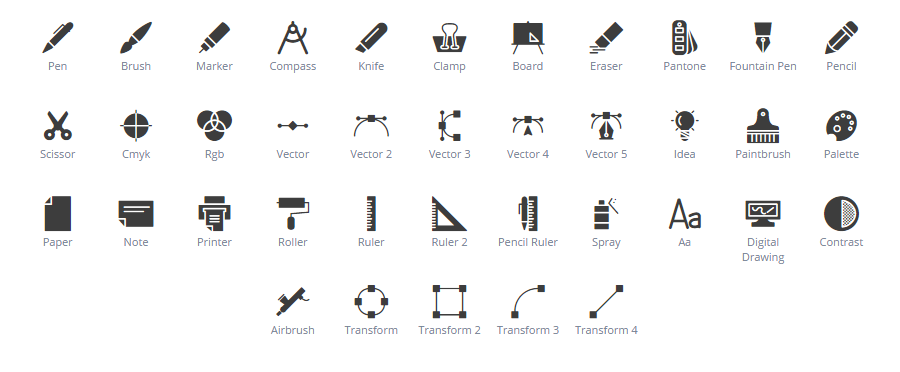 Pen Brush Marker Compass Knife Clamp Board Eraser Pantone Fountain Pen Pencil
Scissor Cmyk Rgb Vector Vector 2 Vector 3 Vector 4 Vector 5 Idea Paintbrush Palette
Aa
Paper Note Printer Roller Ruler Ruler 2 Pencil Ruler Spray Aa Digital Contrast
Drawing
Airbrush Transform Transform 2 Transform 3 Transform 4